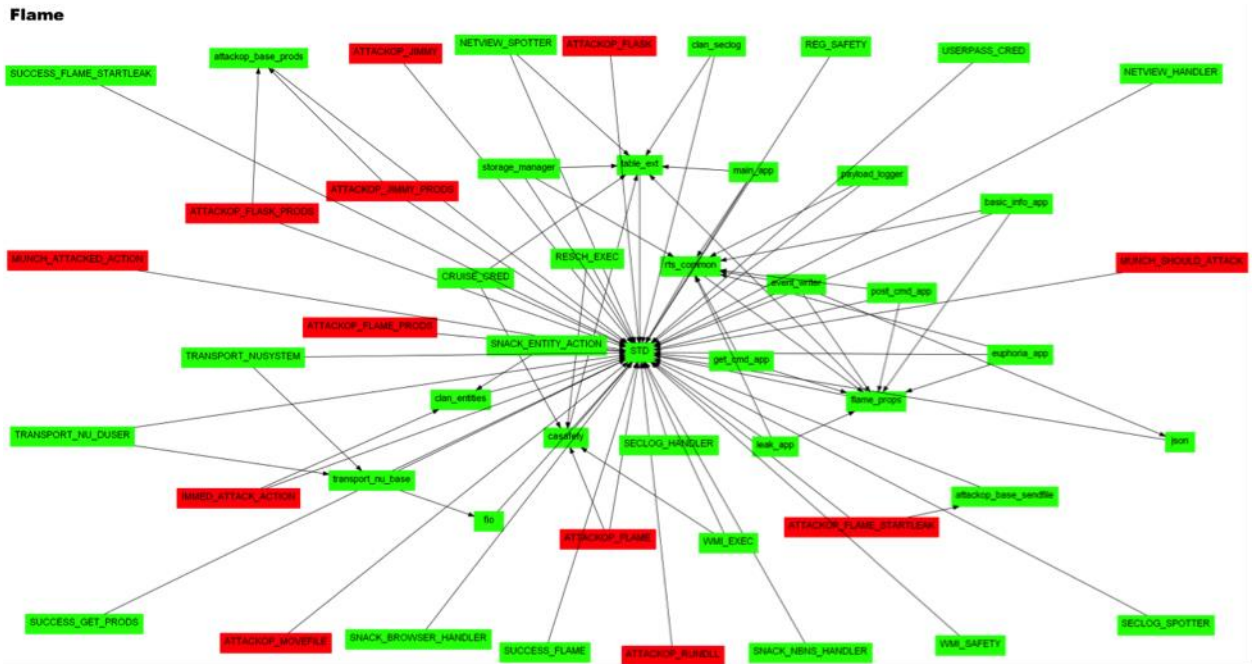 Flame
NETVIEW_SPOTTER
ATTACKOP_FLASK
clan_seclog
REG_SAFETY
USERPASS_CRED
attackop_base_prods
ATTACKOP_JIMMY
SUCCESS_FLAME_STARTLEAK
NETVIEW_HANDLER
storage_manager
table_ext
main_app
payload_logger
ATTACKOP_JIMMY_PRODS
ATTACKOP_FLASK_PRODS
basic_info_app
MUNCH_ATTACKED_ACTION
RESCH_EXEC
rts_common
MUNCH_SHOULD_ATTACK
CRUISE_CRED
event_writer
post_cmd_app
ATTACKOP_FLAME_PRODS
SNACK_ENTITY_ACTION
STD
TRANSPORT_NUSYSTEM
get_cmd_app
euphoria_app
clan_entities
flame_props
TRANSPORT_NU_DUSER
casafety
SECLOG_HANDLER
leak_app
json
transport_nu_base
IMMED_ATTACK_ACTION
attackop_base_sendfile
flo
ATTACKOP_FLAME_STARTLEAK
ATTACKOP_FLAME
WMI_EXEC
SUCCESS_GET_PRODS
SECLOG_SPOTTER
ATTACKOP_MOVEFILE
SNACK_BROWSER_HANDLER
WMI_SAFETY
SUCCESS_FLAME
ATTACKOP_RUNDLL
SNACK_NBNS_HANDLER